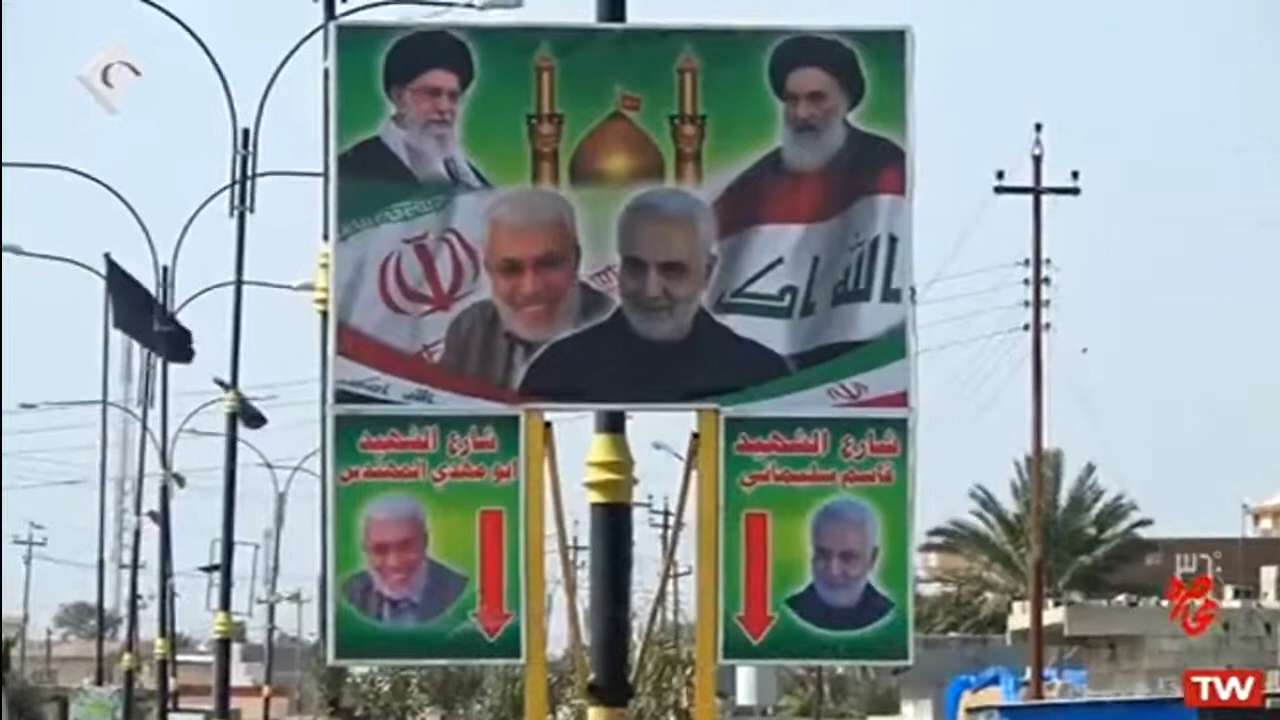 الله اكبر
شارع الشهيد
ابو مهدي المهندس
شارع الشهيد
قاسم سليماني
TW